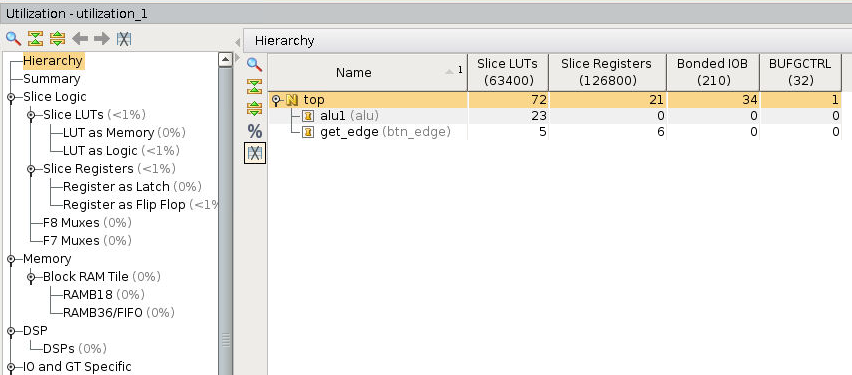 Utilization - utilization_1
Hierarchy
Summary
Slice Logic
Slice LUTs (<1%)
LUT as Memory (0%)
LUT as Logic (<1%)
Slice Registers (<1%)
Register as Latch (0%)
Register as Flip Flop (<1%
F8 Muxes (0%)
F7 Muxes (0%)
Memory
Block RAM Tile (0%)
RAMB18 (0%)
RAMB36/FIFO (0%)
DSP
DSPs (0%)
IO and GT Specific
Hierarchy
Name 1 Slice LUTs (63400) Slice Registers (126800) Bonded IOB (210) BUFGCTRL (32)
N top 72 21 34 1
I alu1 (alu) 23 0 0 0
I get_edge (btn_edge) 5 6 0 0
%